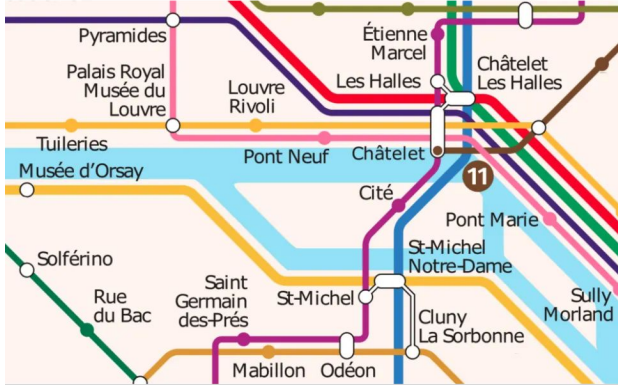 Pyramides
Étienne
Marcel
Châtelet
Les Halles
Les Halles
Palais Royal
Musée du
Louvre
Louvre
Rivoli
Tuileries
Pont Neuf
Châtelet
Musée d'Orsay
11
Cité
Pont Marie
Solférino
St-Michel
Notre-Dame
Saint
Germain
des-Prés
St-Michel
Rue
du Bac
Sully
Morland
Cluny
La Sorbonne
Mabillon
Odéon